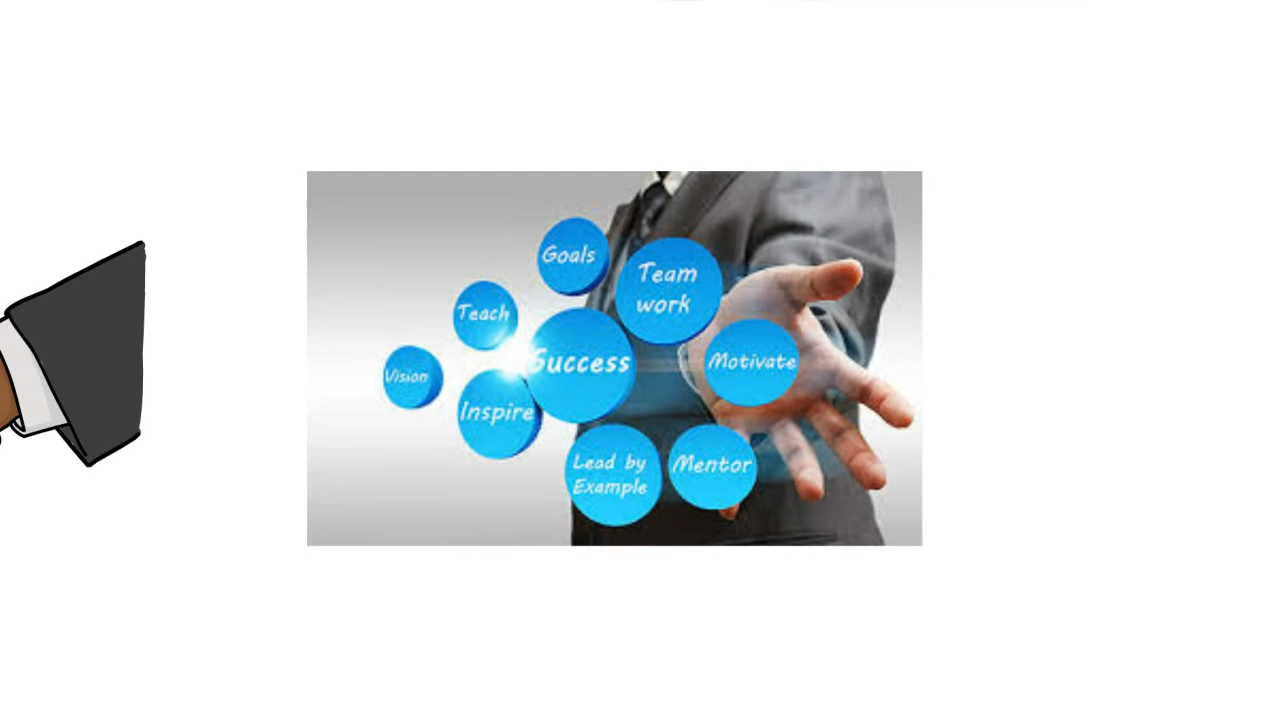 Goals
Team
work
Teach
Success
Motivate
Vision
Inspire
Lead by
Example
Mentor